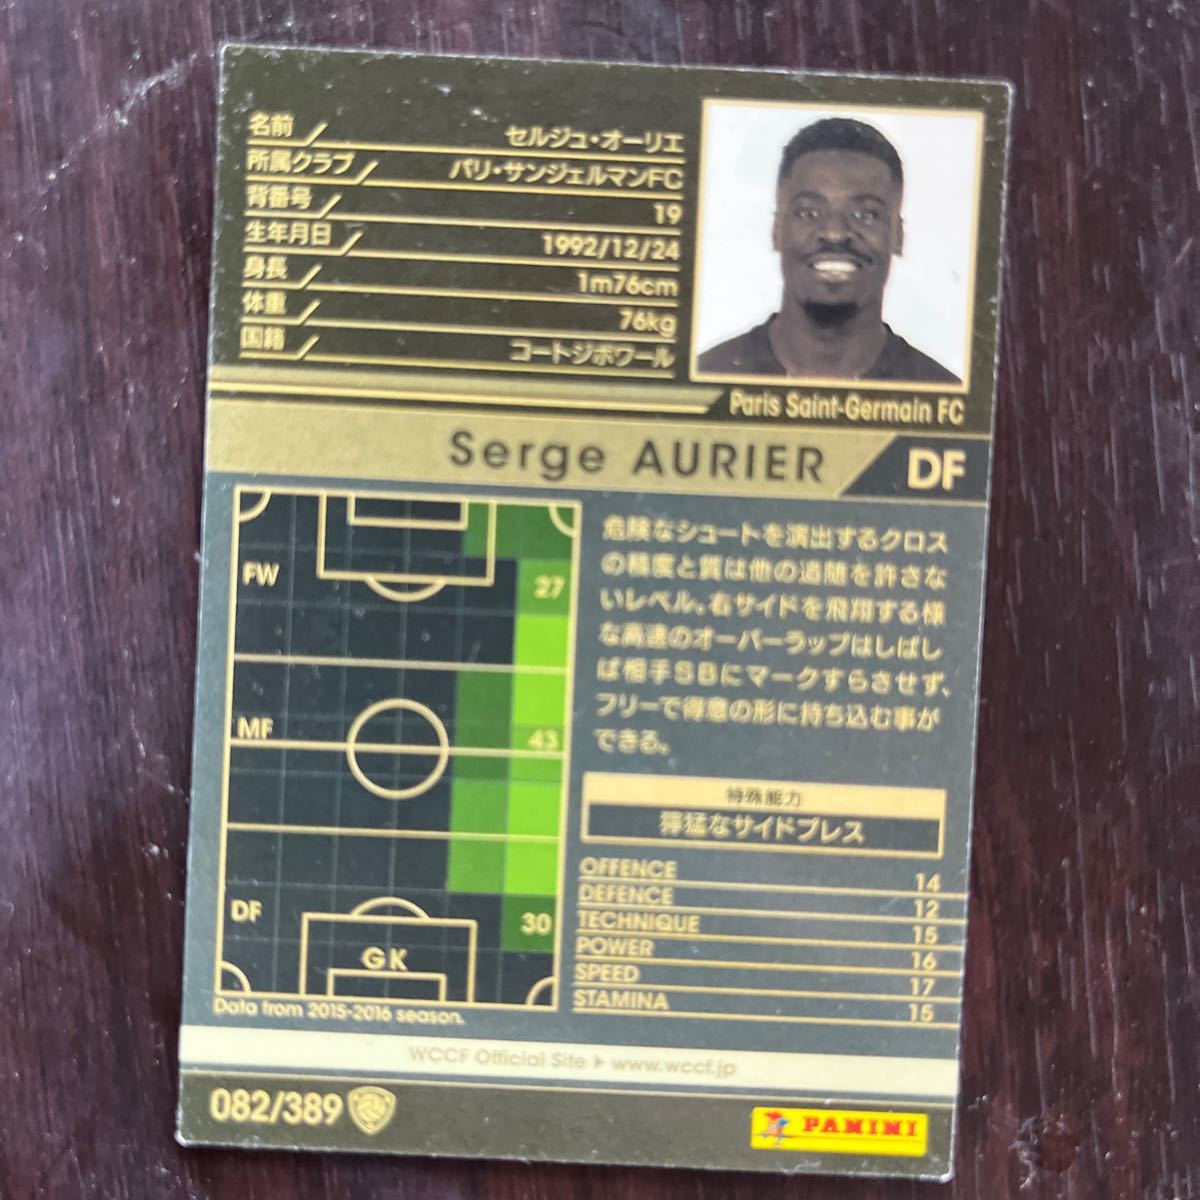 名前 セルジュ・オーリエ
所属クラブ パリ・サンジェルマンFC
背番号 19
生年月日 1992/12/24
身長 1m76cm
体重 76kg
国籍 コートジボワール
Paris Saint-Germain FC
Serge AURIER DF
FW 27
MF 43
DF 30
GK
Data from 2015-2016 season.
危険なシュートを演出するクロス
の精度と質は他の追随を許さな
いレベル。右サイドを飛翔する様
な高速のオーバーラップはしばし
ば相手SBにマークすらさせず、
フリーで得意の形に持ち込む事が
できる。
特殊能力
獰猛なサイドプレス
OFFENCE 14
DEFENCE 12
TECHNIQUE 15
POWER 16
SPEED 17
STAMINA 15
WCCF Official Site ▶ www.wccf.jp
082/389
PANINI